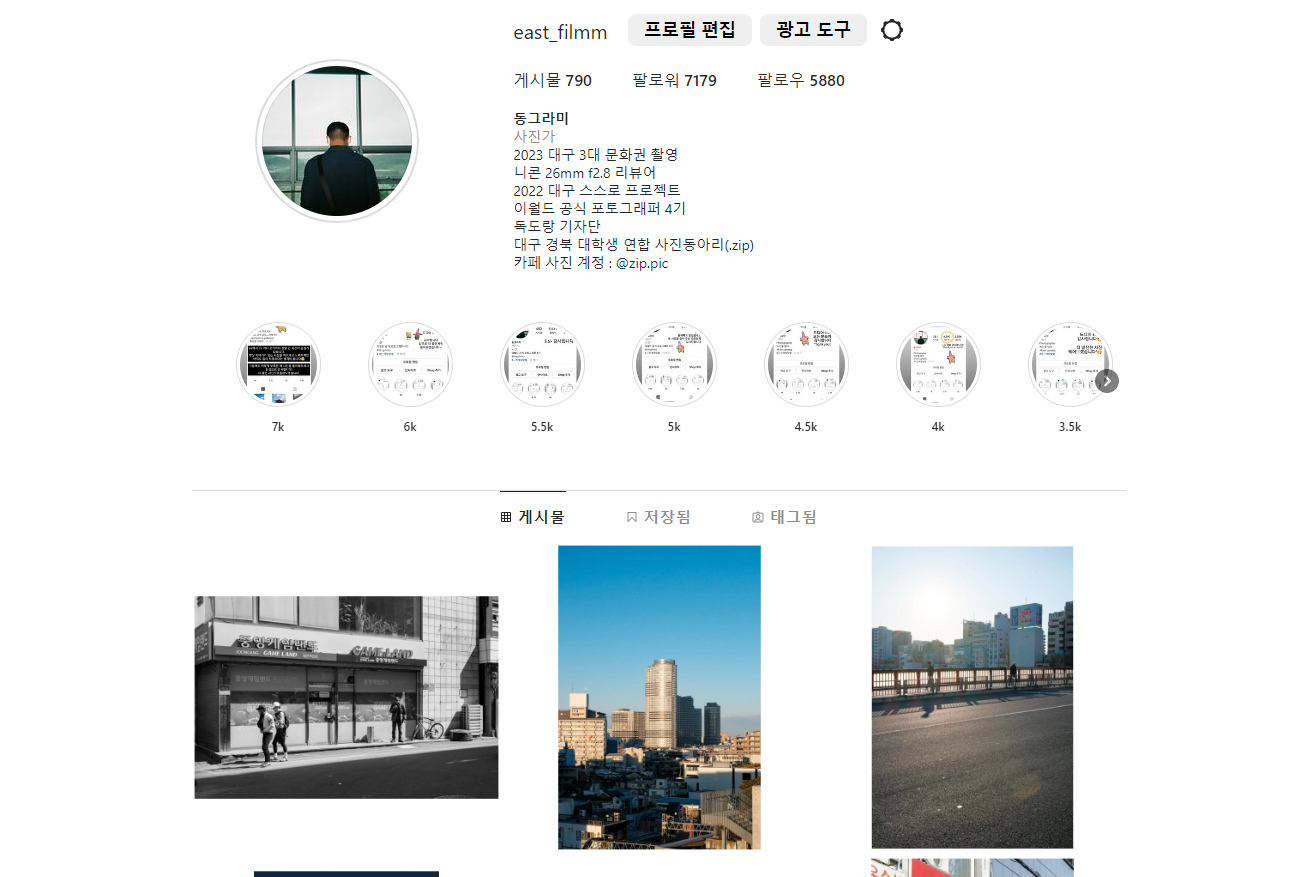 east_filmm 프로필 편집 광고 도구
게시물 790 팔로워 7179 팔로우 5880
동그라미
사진가
2023 대구 3대 문화권 촬영
니콘 26mm f2.8 리뷰어
2022 대구 스스로 프로젝트
이월드 공식 포토그래퍼 4기
독도랑 기자단
대구 경북 대학생 연합 사진동아리(.zip)
카페 사진 계정 : @zip.pic
7k 6k 5.5k 5k 4.5k 4k 3.5k
게시물 저장됨 태그됨
중앙게임랜드 GAME LAND
GAME LAND